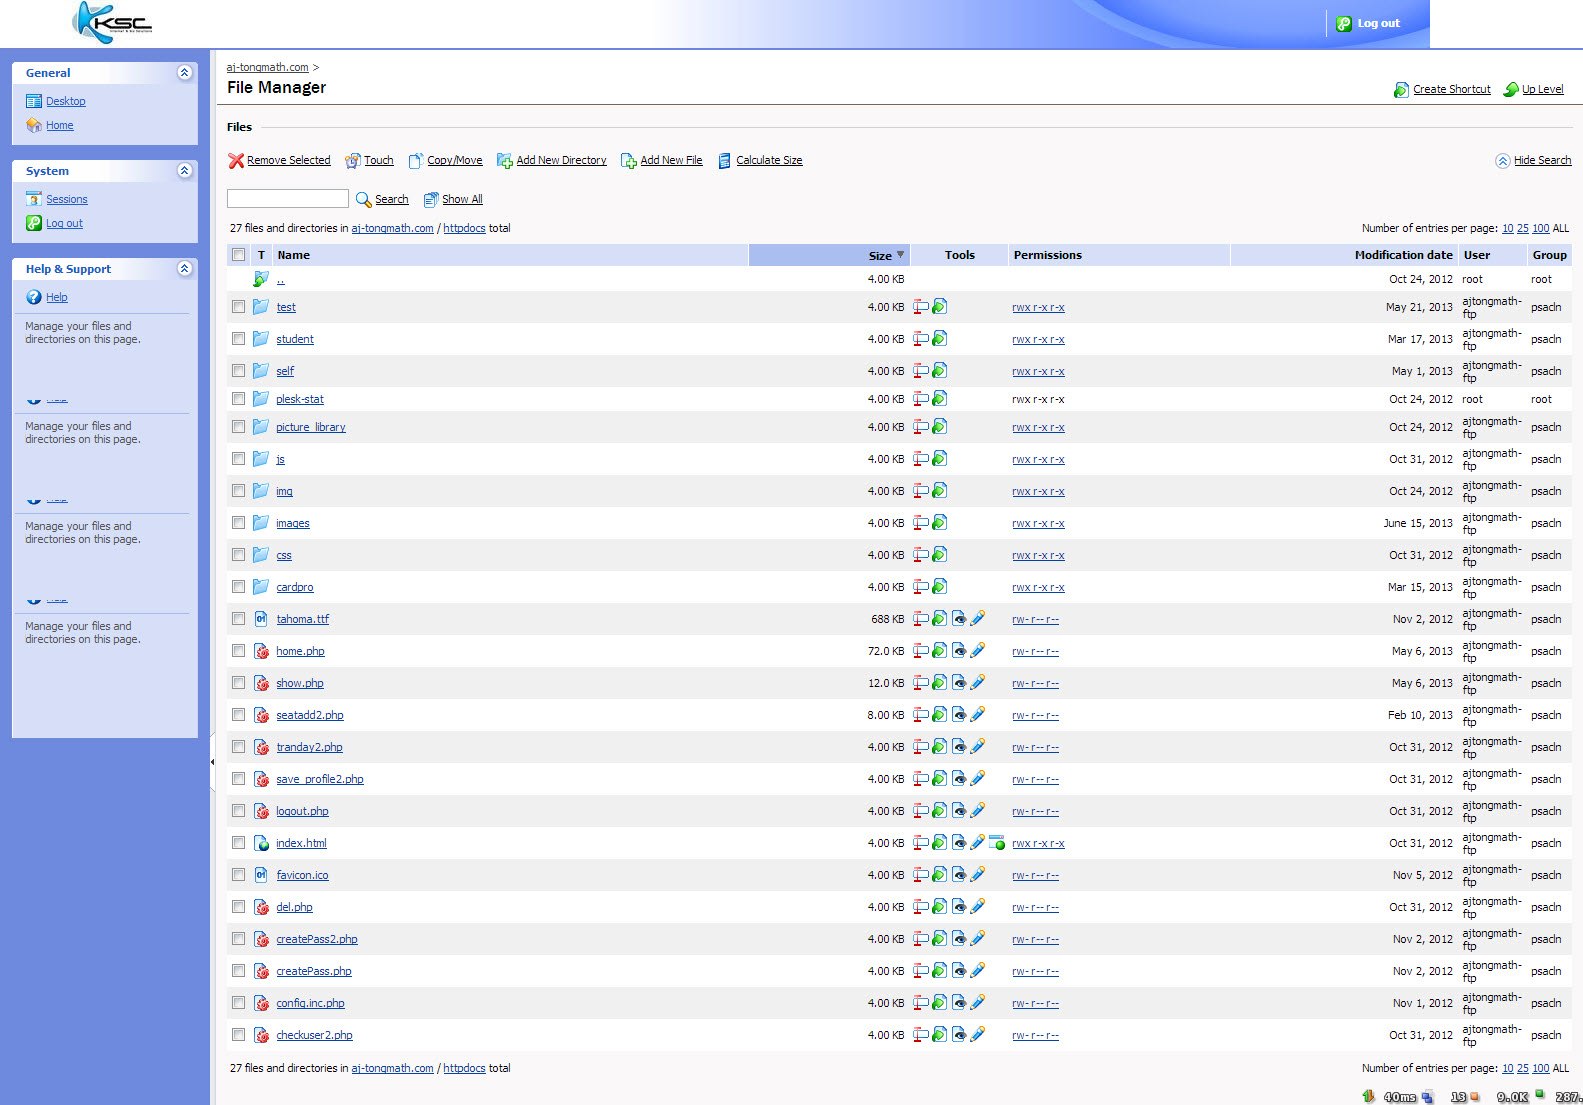 KSC
Internet & Biz Solutions
Log out
General
Desktop
Home
System
Sessions
Log out
Help & Support
Help
Manage your files and
directories on this page.
Manage your files and
directories on this page.
Manage your files and
directories on this page.
Manage your files and
directories on this page.
aj-tongmath.com >
File Manager
Create Shortcut Up Level
Files
Remove Selected Touch Copy/Move Add New Directory Add New File Calculate Size Hide Search
Search Show All
27 files and directories in aj-tongmath.com / httpdocs total Number of entries per page: 10 25 100 ALL
T Name Size Tools Permissions Modification date User Group
.. 4.00 KB Oct 24, 2012 root root
test 4.00 KB rwx r-x r-x May 21, 2013 ajtongmath-ftp psacln
student 4.00 KB rwx r-x r-x Mar 17, 2013 ajtongmath-ftp psacln
self 4.00 KB rwx r-x r-x May 1, 2013 ajtongmath-ftp psacln
plesk-stat 4.00 KB rwx r-x r-x Oct 24, 2012 root root
picture_library 4.00 KB rwx r-x r-x Oct 24, 2012 ajtongmath-ftp psacln
js 4.00 KB rwx r-x r-x Oct 31, 2012 ajtongmath-ftp psacln
img 4.00 KB rwx r-x r-x Oct 24, 2012 ajtongmath-ftp psacln
images 4.00 KB rwx r-x r-x June 15, 2013 ajtongmath-ftp psacln
css 4.00 KB rwx r-x r-x Oct 31, 2012 ajtongmath-ftp psacln
cardpro 4.00 KB rwx r-x r-x Mar 15, 2013 ajtongmath-ftp psacln
tahoma.ttf 688 KB rw- r-- r-- Nov 2, 2012 ajtongmath-ftp psacln
home.php 72.0 KB rw- r-- r-- May 6, 2013 ajtongmath-ftp psacln
show.php 12.0 KB rw- r-- r-- May 6, 2013 ajtongmath-ftp psacln
seatadd2.php 8.00 KB rw- r-- r-- Feb 10, 2013 ajtongmath-ftp psacln
tranday2.php 4.00 KB rw- r-- r-- Oct 31, 2012 ajtongmath-ftp psacln
save_profile2.php 4.00 KB rw- r-- r-- Oct 31, 2012 ajtongmath-ftp psacln
logout.php 4.00 KB rw- r-- r-- Oct 31, 2012 ajtongmath-ftp psacln
index.html 4.00 KB rwx r-x r-x Oct 31, 2012 ajtongmath-ftp psacln
favicon.ico 4.00 KB rw- r-- r-- Nov 5, 2012 ajtongmath-ftp psacln
del.php 4.00 KB rw- r-- r-- Oct 31, 2012 ajtongmath-ftp psacln
createPass2.php 4.00 KB rw- r-- r-- Nov 2, 2012 ajtongmath-ftp psacln
createPass.php 4.00 KB rw- r-- r-- Nov 2, 2012 ajtongmath-ftp psacln
config.inc.php 4.00 KB rw- r-- r-- Nov 1, 2012 ajtongmath-ftp psacln
checkuser2.php 4.00 KB rw- r-- r-- Oct 31, 2012 ajtongmath-ftp psacln
27 files and directories in aj-tongmath.com / httpdocs total Number of entries per page: 10 25 100 ALL
40ms 13 9.0K 287.